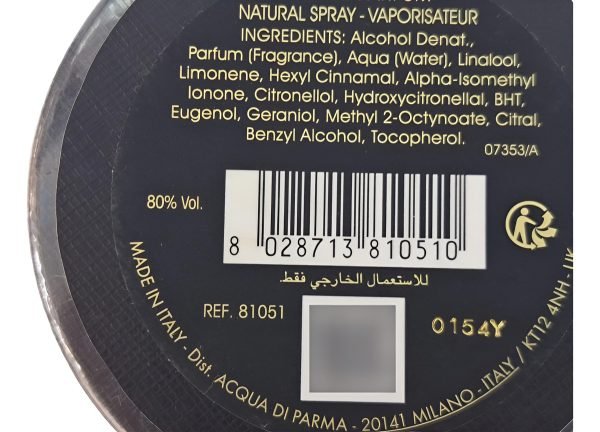 NATURAL SPRAY - VAPORISATEUR
INGREDIENTS: Alcohol Denat.,
Parfum (Fragrance), Aqua (Water), Linalool,
Limonene, Hexyl Cinnamal, Alpha-Isomethyl
Ionone, Citronellol, Hydroxycitronellal, BHT,
Eugenol, Geraniol, Methyl 2-Octynoate, Citral,
Benzyl Alcohol, Tocopherol.
07353/A
80% Vol.
8 028713 810510
للاستعمال الخارجي فقط.
REF. 81051
0154Y
MADE IN ITALY - Dist. ACQUA DI PARMA - 20141 MILANO - ITALY / KT12 4NH - UK